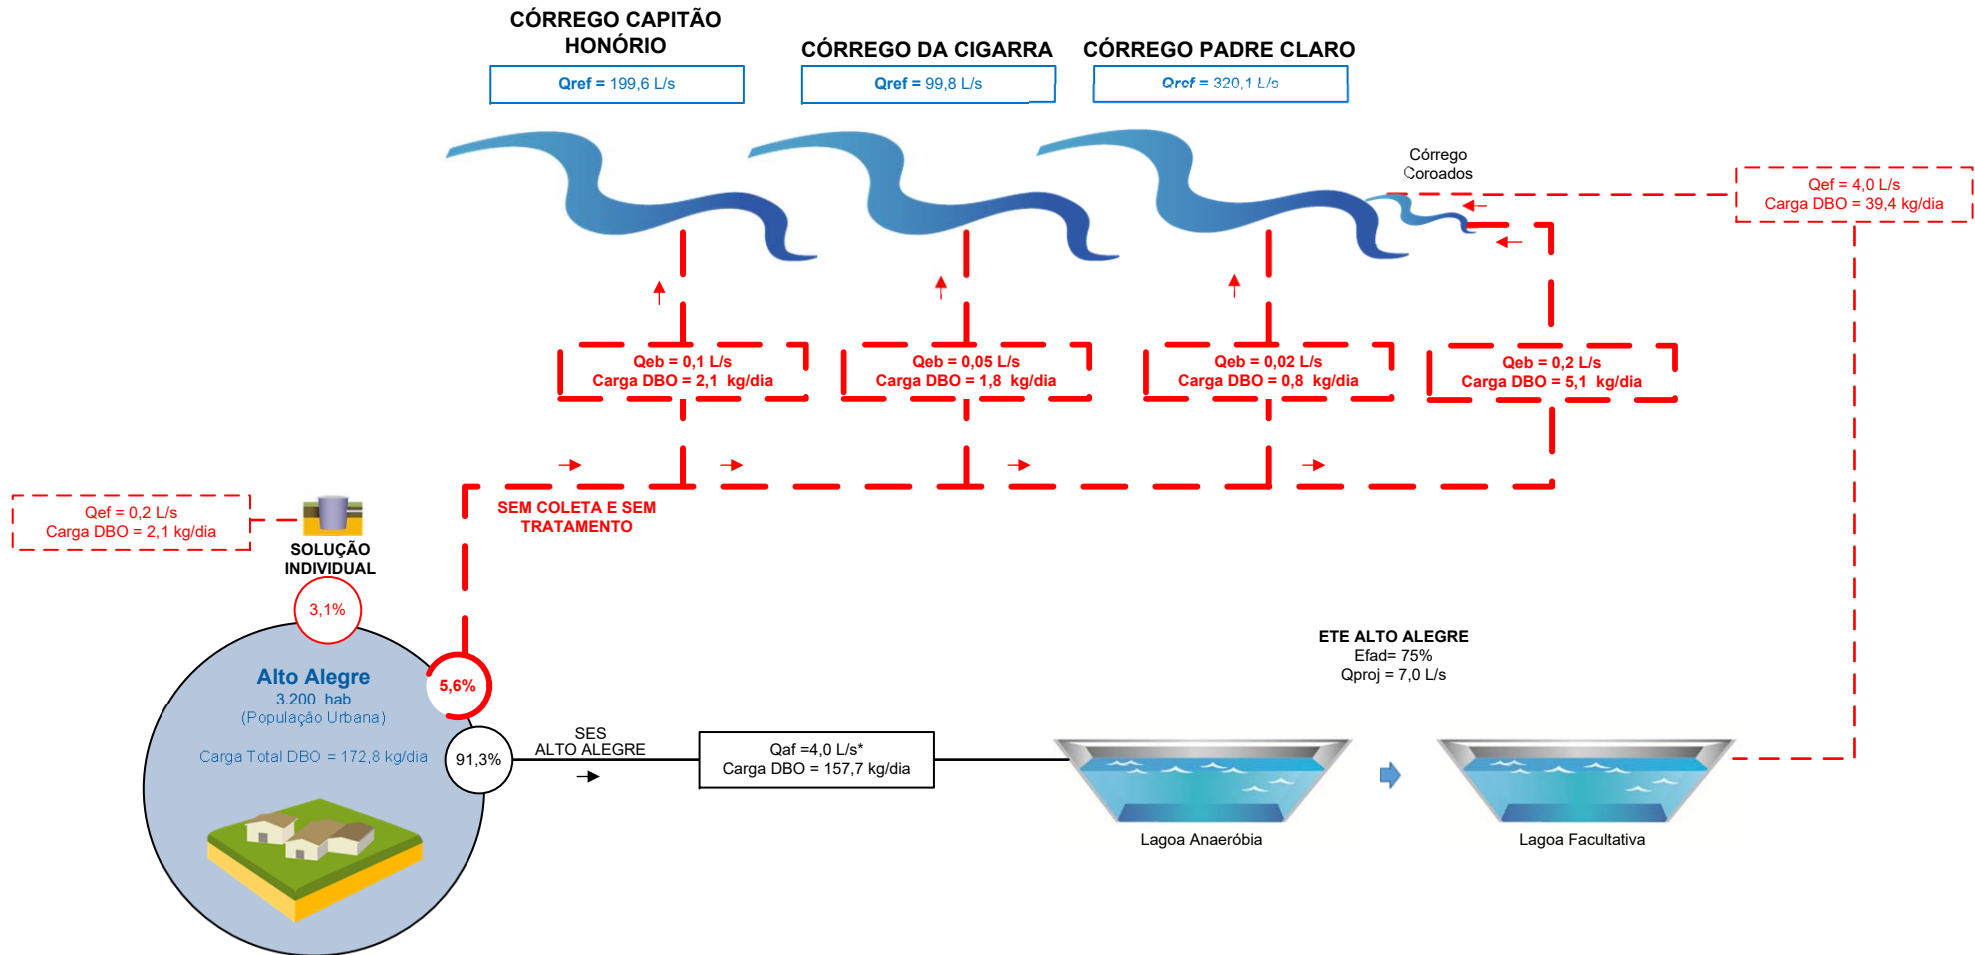 CÓRREGO CAPITÃO
HONÓRIO
Qref = 199,6 L/s
CÓRREGO DA CIGARRA
Qref = 99,8 L/s
CÓRREGO PADRE CLARO
Qref = 320,1 L/s
Córrego
Coroados
Qef = 4,0 L/s
Carga DBO = 39,4 kg/dia
Qeb = 0,1 L/s
Carga DBO = 2,1 kg/dia
Qeb = 0,05 L/s
Carga DBO = 1,8 kg/dia
Qeb = 0,02 L/s
Carga DBO = 0,8 kg/dia
Qeb = 0,2 L/s
Carga DBO = 5,1 kg/dia
SEM COLETA E SEM
TRATAMENTO
Qef = 0,2 L/s
Carga DBO = 2,1 kg/dia
SOLUÇÃO
INDIVIDUAL
3,1%
5,6%
91,3%
Alto Alegre
3.200 hab
(População Urbana)
Carga Total DBO = 172,8 kg/dia
SES
ALTO ALEGRE
Qaf =4,0 L/s*
Carga DBO = 157,7 kg/dia
ETE ALTO ALEGRE
Efad= 75%
Qproj = 7,0 L/s
Lagoa Anaeróbia
Lagoa Facultativa